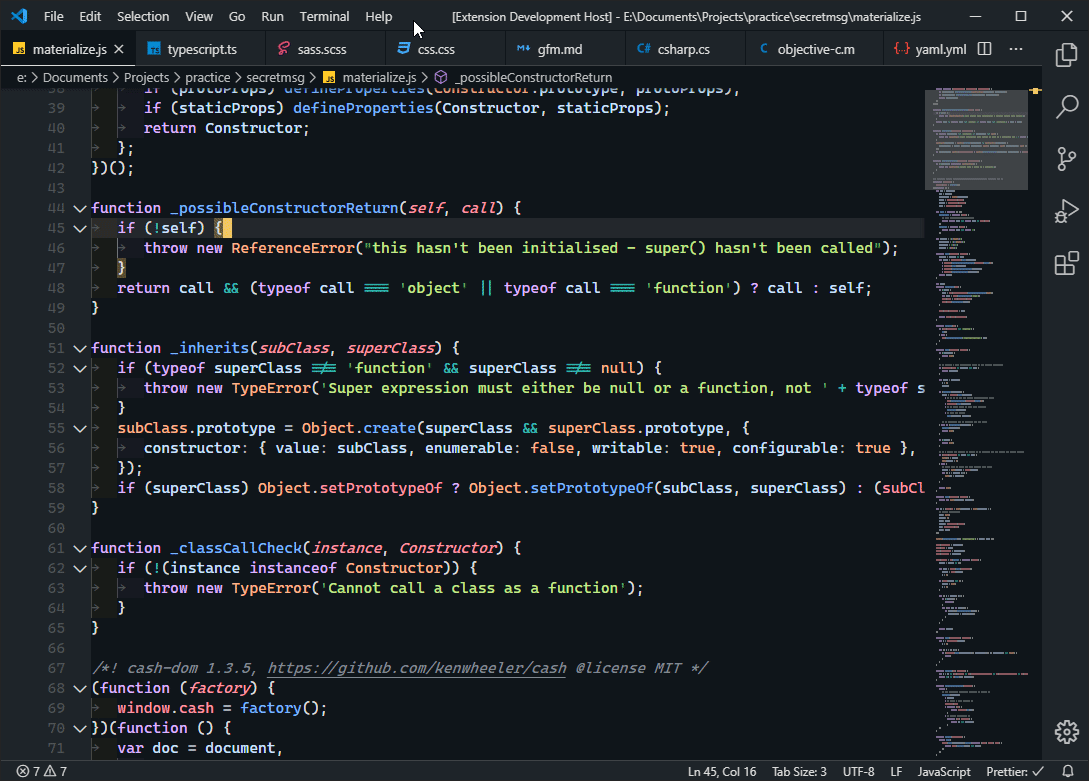 File Edit Selection View Go Run Terminal Help [Extension Development Host] - E:\Documents\Projects\practice\secretmsg\materialize.js
JS materialize.js TS typescript.ts sass.scss css.css M↓ gfm.md C# csharp.cs C objective-c.m {··} yaml.yml ···
e: > Documents > Projects > practice > secretmsg > JS materialize.js > _possibleConstructorReturn
38 if (protoProps) defineProperties(Constructor.prototype, protoProps);
39 if (staticProps) defineProperties(Constructor, staticProps);
40 return Constructor;
41 };
42 })();
43
44 function _possibleConstructorReturn(self, call) {
45 if (!self) {
46 throw new ReferenceError("this hasn't been initialised - super() hasn't been called");
47 }
48 return call && (typeof call === 'object' || typeof call === 'function') ? call : self;
49 }
50
51 function _inherits(subClass, superClass) {
52 if (typeof superClass !== 'function' && superClass !== null) {
53 throw new TypeError('Super expression must either be null or a function, not ' + typeof s
54 }
55 subClass.prototype = Object.create(superClass && superClass.prototype, {
56 constructor: { value: subClass, enumerable: false, writable: true, configurable: true },
57 });
58 if (superClass) Object.setPrototypeOf ? Object.setPrototypeOf(subClass, superClass) : (subCl
59 }
60
61 function _classCallCheck(instance, Constructor) {
62 if (!(instance instanceof Constructor)) {
63 throw new TypeError('Cannot call a class as a function');
64 }
65 }
66
67 /*! cash-dom 1.3.5, https://github.com/kenwheeler/cash @license MIT */
68 (function (factory) {
69 window.cash = factory();
70 })(function () {
71 var doc = document,
7 7 Ln 45, Col 16 Tab Size: 3 UTF-8 LF JavaScript Prettier: ✓